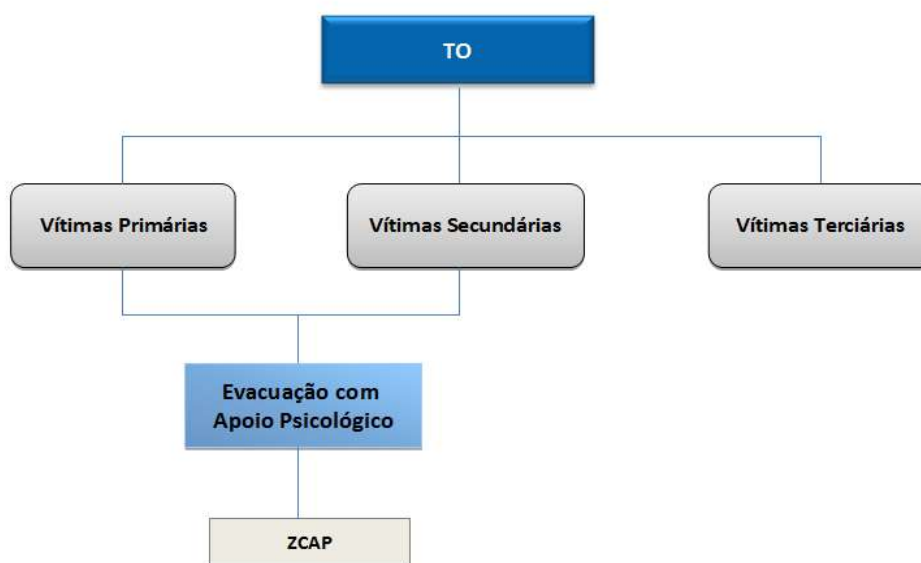 TO
Vítimas Primárias
Vítimas Secundárias
Vítimas Terciárias
Evacuação com
Apoio Psicológico
ZCAP